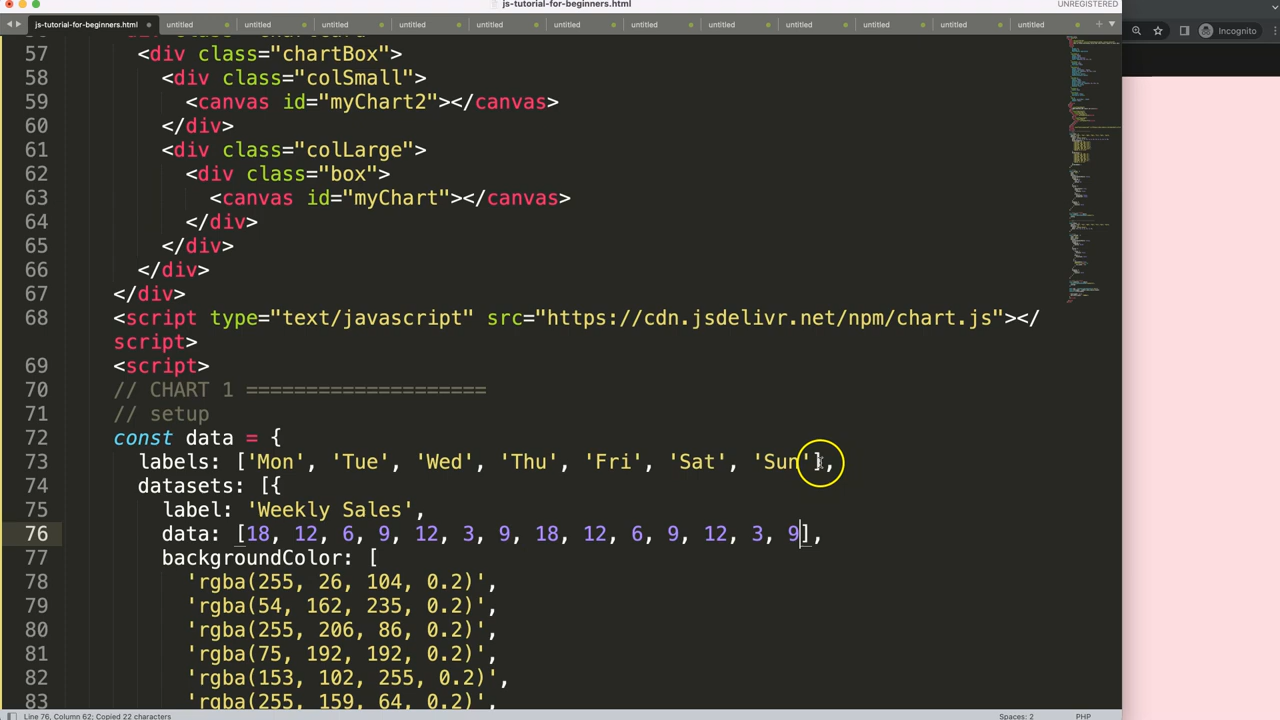 js-tutorial-for-beginners.html
UNREGISTERED
js-tutorial-for-beginners.html untitled untitled untitled untitled untitled untitled untitled untitled untitled untitled untitled untitled
Incognito
57 <div class="chartBox">
58 <div class="colSmall">
59 <canvas id="myChart2"></canvas>
60 </div>
61 <div class="colLarge">
62 <div class="box">
63 <canvas id="myChart"></canvas>
64 </div>
65 </div>
66 </div>
67 </div>
68 <script type="text/javascript" src="https://cdn.jsdelivr.net/npm/chart.js"></
script>
69 <script>
70 // CHART 1 ====================
71 // setup
72 const data = {
73 labels: ['Mon', 'Tue', 'Wed', 'Thu', 'Fri', 'Sat', 'Sun'],
74 datasets: [{
75 label: 'Weekly Sales',
76 data: [18, 12, 6, 9, 12, 3, 9, 18, 12, 6, 9, 12, 3, 9],
77 backgroundColor: [
78 'rgba(255, 26, 104, 0.2)',
79 'rgba(54, 162, 235, 0.2)',
80 'rgba(255, 206, 86, 0.2)',
81 'rgba(75, 192, 192, 0.2)',
82 'rgba(153, 102, 255, 0.2)',
83 'rgba(255, 159, 64, 0.2)',
Line 76, Column 62; Copied 22 characters
Spaces: 2 PHP